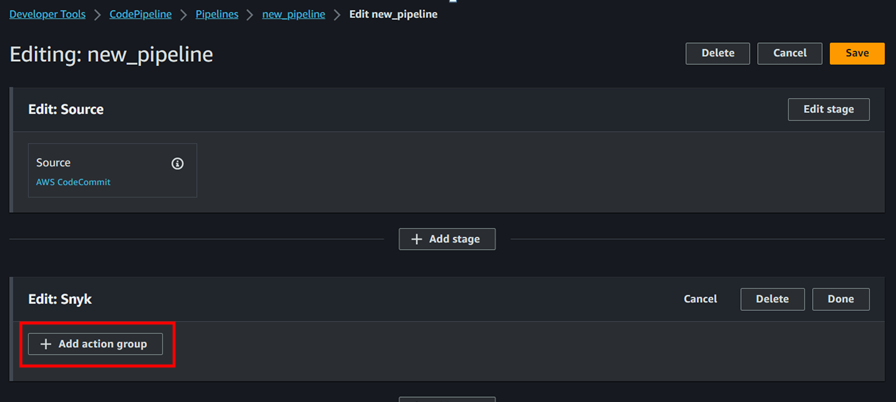 Developer Tools > CodePipeline > Pipelines > new_pipeline > Edit new_pipeline
Editing: new_pipeline
Delete
Cancel
Save
Edit: Source
Edit stage
Source
AWS CodeCommit
+ Add stage
Edit: Snyk
Cancel
Delete
Done
+ Add action group